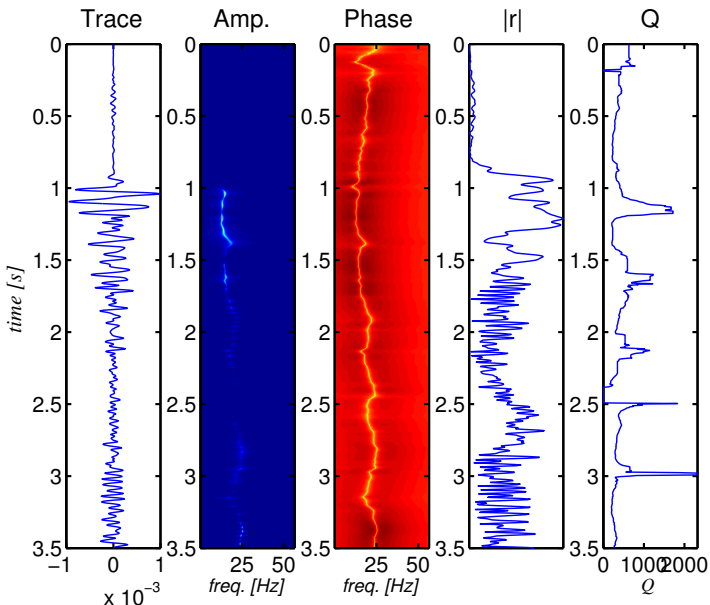 Trace Amp. Phase |r| Q
0 0 0 0 0
0.5 0.5 0.5 0.5 0.5
1 1 1 1 1
1.5 1.5 1.5 1.5 1.5
time [s]
2 2 2 2 2
2.5 2.5 2.5 2.5 2.5
3 3 3 3 3
3.5 3.5 3.5 3.5 3.5
−1 0 1 25 50 25 50 0 1000 2000
x 10⁻³ freq. [Hz] freq. [Hz] Q